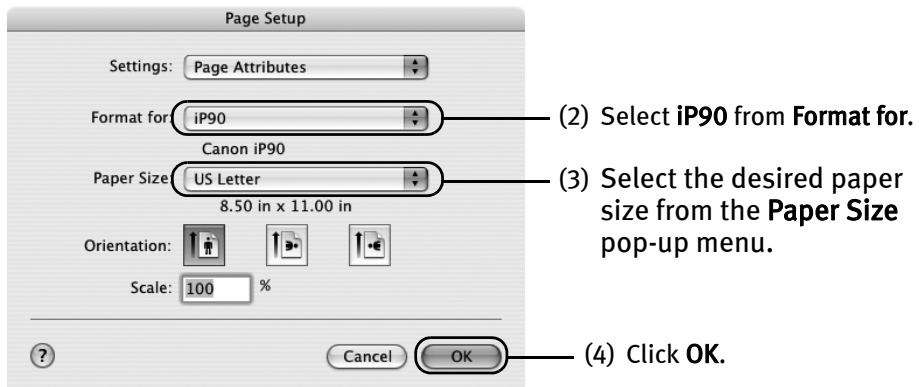 Page Setup
Settings: Page Attributes
Format for: iP90
(2) Select iP90 from Format for.
Canon iP90
Paper Size: US Letter
(3) Select the desired paper
size from the Paper Size
pop-up menu.
8.50 in x 11.00 in
Orientation:
Scale: 100 %
? Cancel OK
(4) Click OK.